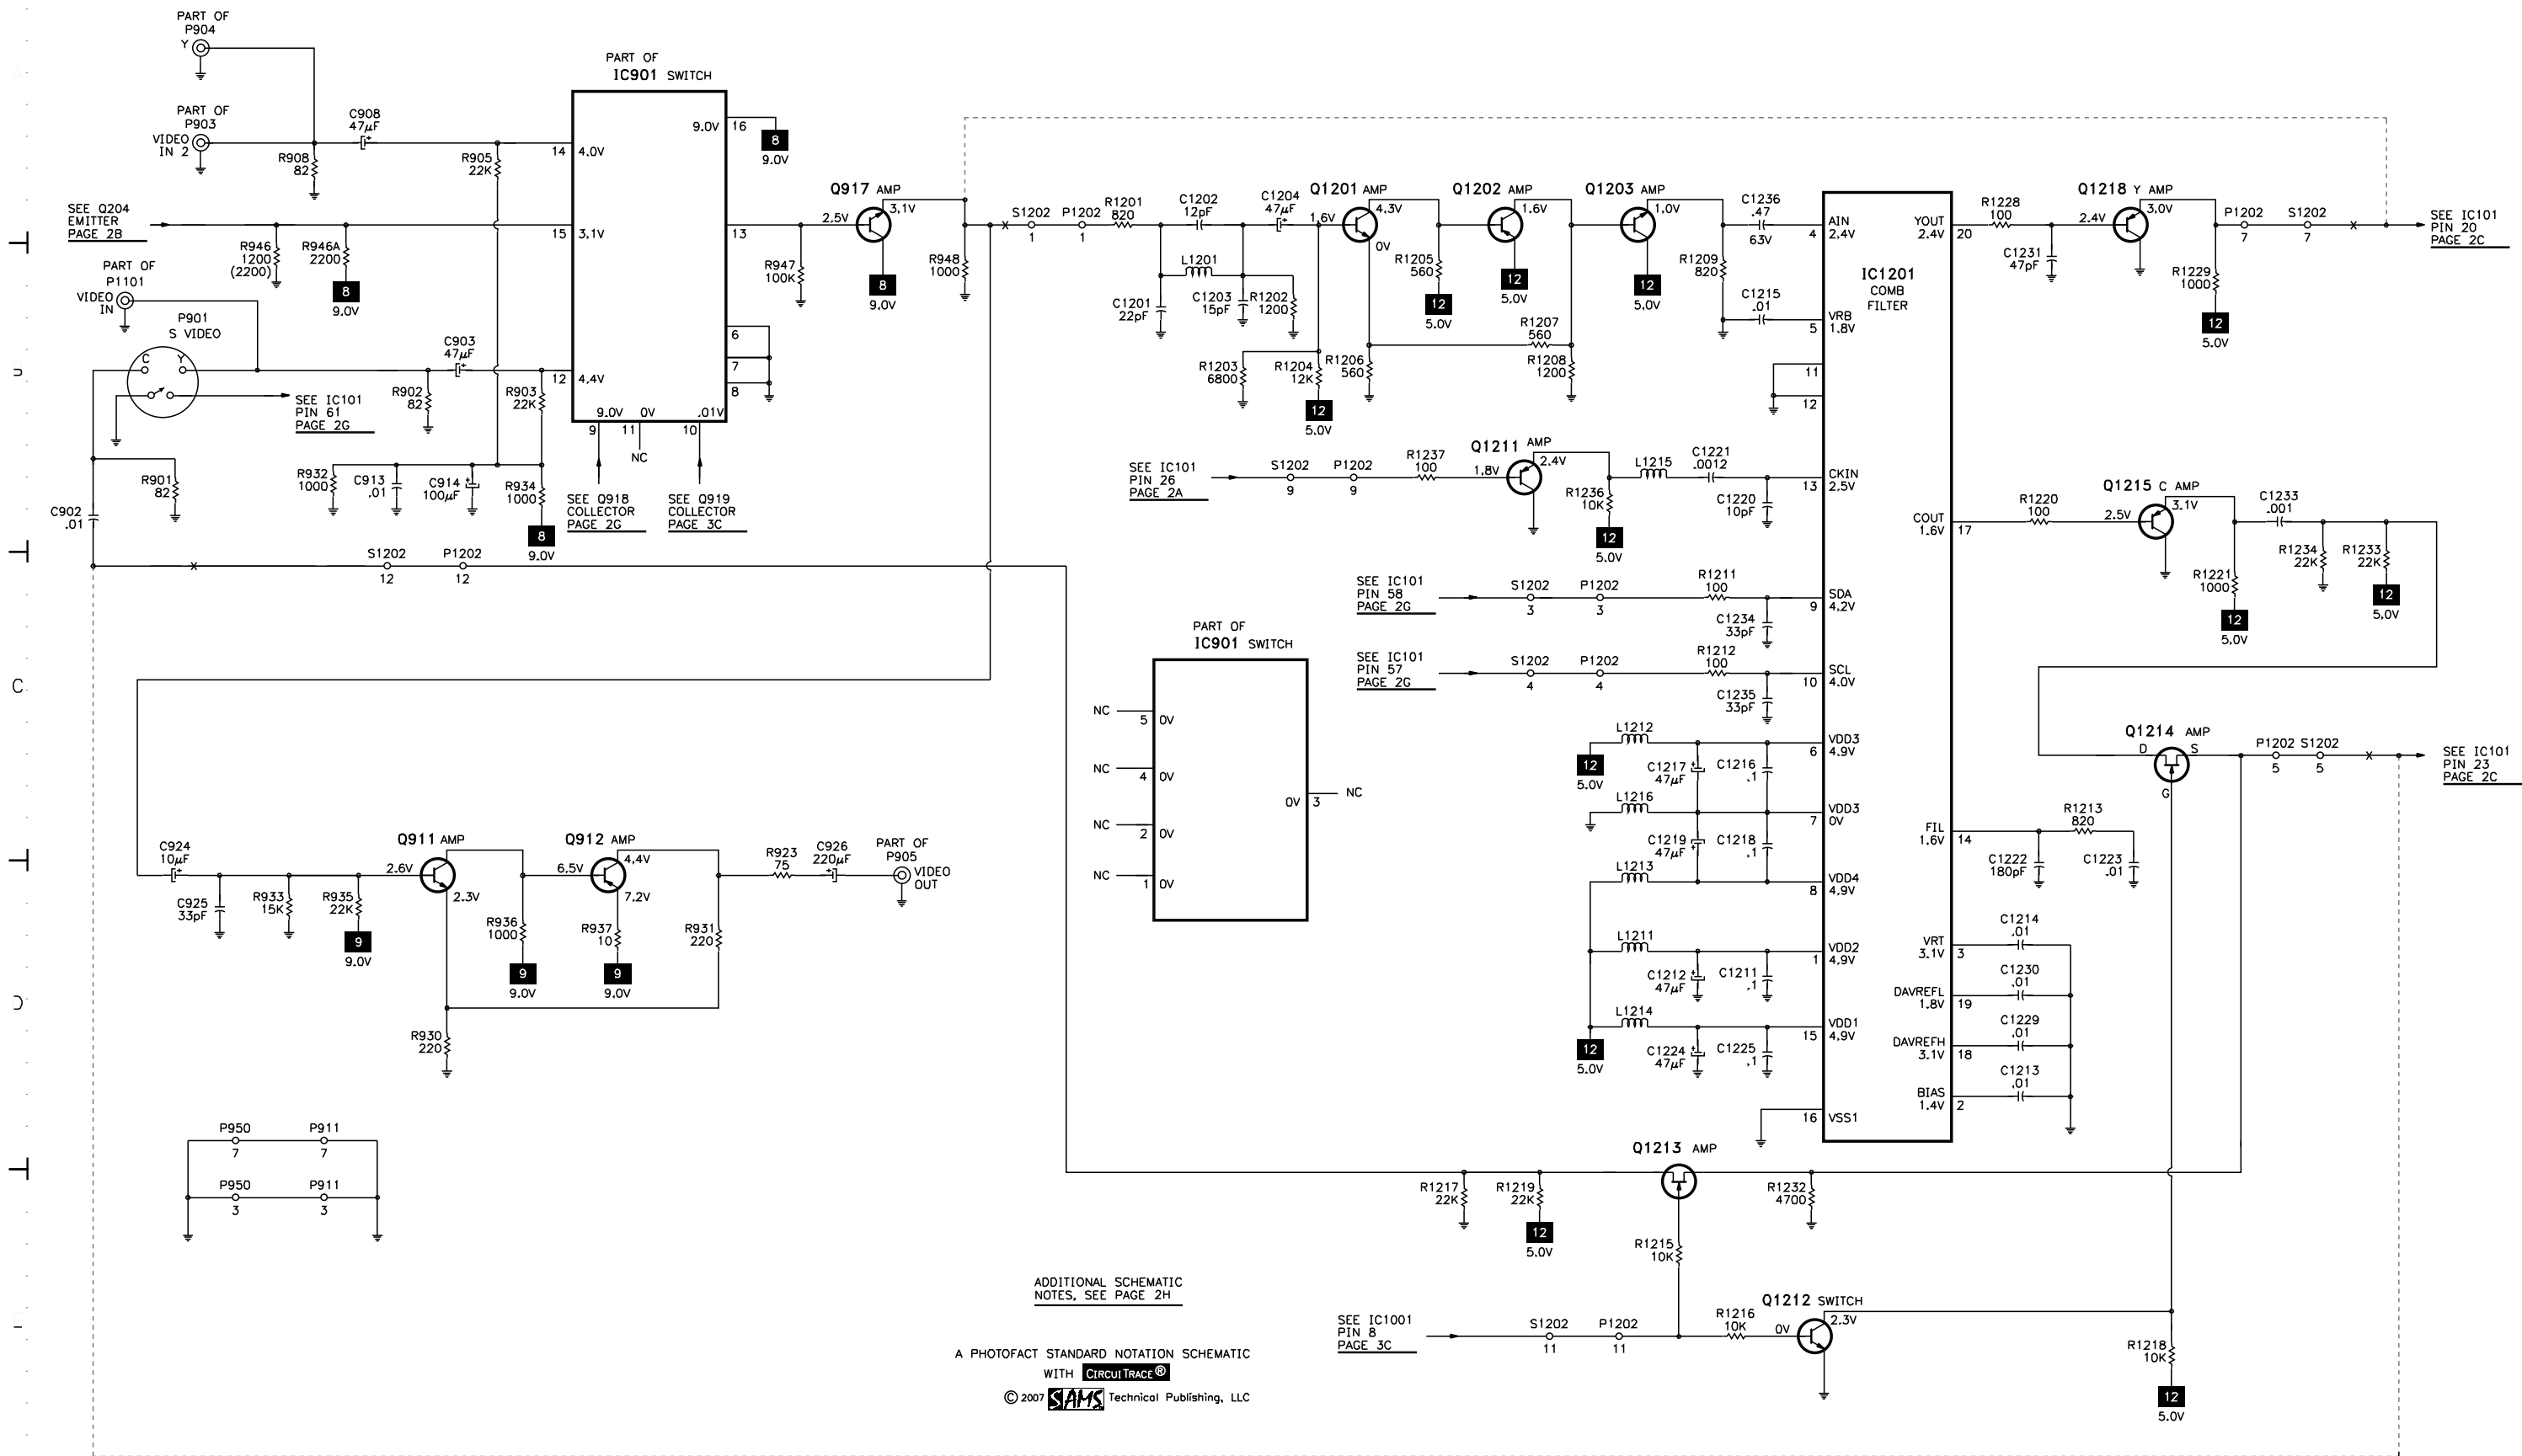 PART OF
P904
Y
PART OF
P903
VIDEO
IN 2
C908
47µF
R908
82
R905
22K
SEE Q204
EMITTER
PAGE 2B
R946
1200
(2200)
R946A
2200
8
9.0V
PART OF
P1101
VIDEO
IN
P901
S VIDEO
C
Y
SEE IC101
PIN 61
PAGE 2G
C903
47µF
R902
82
R903
22K
R901
82
C902
.01
R932
1000
C913
.01
C914
100µF
R934
1000
8
9.0V
PART OF
IC901 SWITCH
14 4.0V
15 3.1V
12 4.4V
9.0V 16
8
9.0V
13
6
7
8
9.0V 0V .01V
9 11 10
NC
SEE Q918
COLLECTOR
PAGE 2G
SEE Q919
COLLECTOR
PAGE 3C
Q917 AMP
2.5V
3.1V
R947
100K
8
9.0V
R948
1000
S1202
1
P1202
1
R1201
820
C1202
12pF
C1204
47µF
L1201
C1201
22pF
C1203
15pF
R1202
1200
R1203
6800
R1204
12K
12
5.0V
Q1201 AMP
1.6V
4.3V
0V
R1205
560
12
5.0V
R1206
560
Q1202 AMP
1.6V
12
5.0V
R1207
560
R1208
1200
Q1203 AMP
1.0V
12
5.0V
C1236
.47
63V
R1209
820
C1215
.01
IC1201
COMB
FILTER
AIN
4 2.4V
VRB
5 1.8V
11
12
CKIN
13 2.5V
SDA
9 4.2V
SCL
10 4.0V
VDD3
6 4.9V
VDD3
7 0V
VDD4
8 4.9V
VDD2
1 4.9V
VDD1
15 4.9V
16 VSS1
YOUT
2.4V 20
COUT
1.6V 17
FIL
1.6V 14
VRT
3.1V 3
DAVREFL
1.8V 19
DAVREFH
3.1V 18
BIAS
1.4V 2
R1228
100
C1231
47pF
Q1218 Y AMP
2.4V
3.0V
R1229
1000
12
5.0V
P1202
7
S1202
7
SEE IC101
PIN 20
PAGE 2C
SEE IC101
PIN 26
PAGE 2A
S1202
9
P1202
9
R1237
100
Q1211 AMP
1.8V
2.4V
R1236
10K
12
5.0V
L1215
C1221
.0012
C1220
10pF
R1220
100
Q1215 C AMP
2.5V
3.1V
C1233
.001
R1221
1000
12
5.0V
R1234
22K
R1233
22K
12
5.0V
S1202
12
P1202
12
SEE IC101
PIN 58
PAGE 2G
S1202
3
P1202
3
R1211
100
C1234
33pF
SEE IC101
PIN 57
PAGE 2G
S1202
4
P1202
4
R1212
100
C1235
33pF
PART OF
IC901 SWITCH
NC 5 0V
NC 4 0V
NC 2 0V
NC 1 0V
0V 3 NC
C
L1212
12
5.0V
C1217
47µF
C1216
.1
L1216
C1219
47µF
C1218
.1
L1213
L1211
C1212
47µF
C1211
.1
L1214
12
5.0V
C1224
47µF
C1225
.1
Q1214 AMP
D
S
G
P1202
5
S1202
5
SEE IC101
PIN 23
PAGE 2C
R1213
820
C1222
180pF
C1223
.01
C1214
.01
C1230
.01
C1229
.01
C1213
.01
C924
10µF
C925
33pF
R933
15K
R935
22K
9
9.0V
Q911 AMP
2.6V
2.3V
R936
1000
9
9.0V
Q912 AMP
6.5V
4.4V
7.2V
R937
10
9
9.0V
R931
220
R930
220
R923
75
C926
220µF
PART OF
P905
VIDEO
OUT
P950
7
P911
7
P950
3
P911
3
Q1213 AMP
R1217
22K
R1219
22K
12
5.0V
R1215
10K
R1232
4700
SEE IC1001
PIN 8
PAGE 3C
S1202
11
P1202
11
R1216
10K
Q1212 SWITCH
0V
2.3V
R1218
10K
12
5.0V
ADDITIONAL SCHEMATIC
NOTES, SEE PAGE 2H
A PHOTOFACT STANDARD NOTATION SCHEMATIC
WITH CIRCUITRACE®
© 2007 SAMS Technical Publishing, LLC